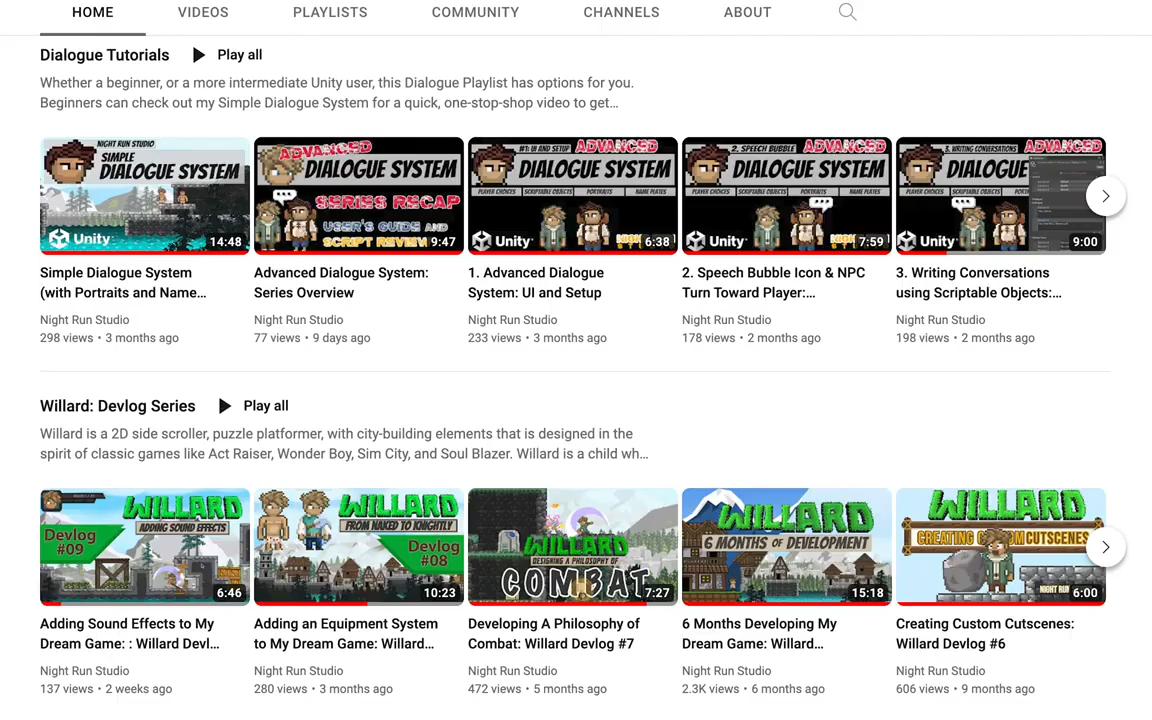 HOME VIDEOS PLAYLISTS COMMUNITY CHANNELS ABOUT
Dialogue Tutorials Play all
Whether a beginner, or a more intermediate Unity user, this Dialogue Playlist has options for you.
Beginners can check out my Simple Dialogue System for a quick, one-stop-shop video to get…
NIGHT RUN STUDIO
SIMPLE
DIALOGUE SYSTEM
Unity
14:48
ADVANCED
DIALOGUE SYSTEM
SERIES RECAP
USER'S GUIDE AND
SCRIPT REVIEW
9:47
#1: UI AND SETUP ADVANCED
DIALOGUE SYSTEM
PLAYER CHOICES SCRIPTABLE OBJECTS PORTRAITS NAME PLATES
Unity
6:38
2. SPEECH BUBBLE ADVANCED
DIALOGUE SYSTEM
PLAYER CHOICES SCRIPTABLE OBJECTS PORTRAITS NAME PLATES
Unity
7:59
3. WRITING CONVERSATIONS ADVANCED
DIALOGUE
PLAYER CHOICES SCRIPTABLE OBJECTS
Unity
9:00
Simple Dialogue System
(with Portraits and Name…
Night Run Studio
298 views • 3 months ago
Advanced Dialogue System:
Series Overview
Night Run Studio
77 views • 9 days ago
1. Advanced Dialogue
System: UI and Setup
Night Run Studio
233 views • 3 months ago
2. Speech Bubble Icon & NPC
Turn Toward Player:…
Night Run Studio
178 views • 2 months ago
3. Writing Conversations
using Scriptable Objects:…
Night Run Studio
198 views • 2 months ago
Willard: Devlog Series Play all
Willard is a 2D side scroller, puzzle platformer, with city-building elements that is designed in the
spirit of classic games like Act Raiser, Wonder Boy, Sim City, and Soul Blazer. Willard is a child wh…
WILLARD
ADDING SOUND EFFECTS
Devlog
#09
6:46
WILLARD
FROM NAKED TO KNIGHTLY
Devlog
#08
10:23
WILLARD
DESIGNING A PHILOSOPHY OF
COMBAT
7:27
WILLARD
6 MONTHS OF DEVELOPMENT
15:18
WILLARD
CREATING CUSTOM CUTSCENES
NIGHT RUN
6:00
Adding Sound Effects to My
Dream Game: : Willard Devl…
Night Run Studio
137 views • 2 weeks ago
Adding an Equipment System
to My Dream Game: Willard…
Night Run Studio
280 views • 3 months ago
Developing A Philosophy of
Combat: Willard Devlog #7
Night Run Studio
472 views • 5 months ago
6 Months Developing My
Dream Game: Willard…
Night Run Studio
2.3K views • 6 months ago
Creating Custom Cutscenes:
Willard Devlog #6
Night Run Studio
606 views • 9 months ago